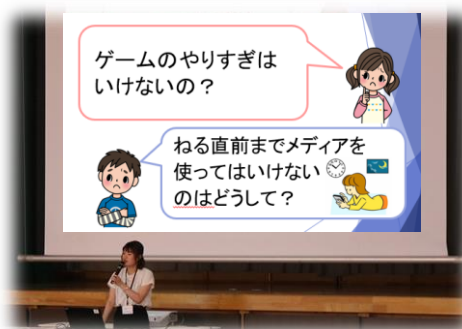 ゲームのやりすぎは
いけないの？
ねる直前までメディアを
使ってはいけない
のはどうして？